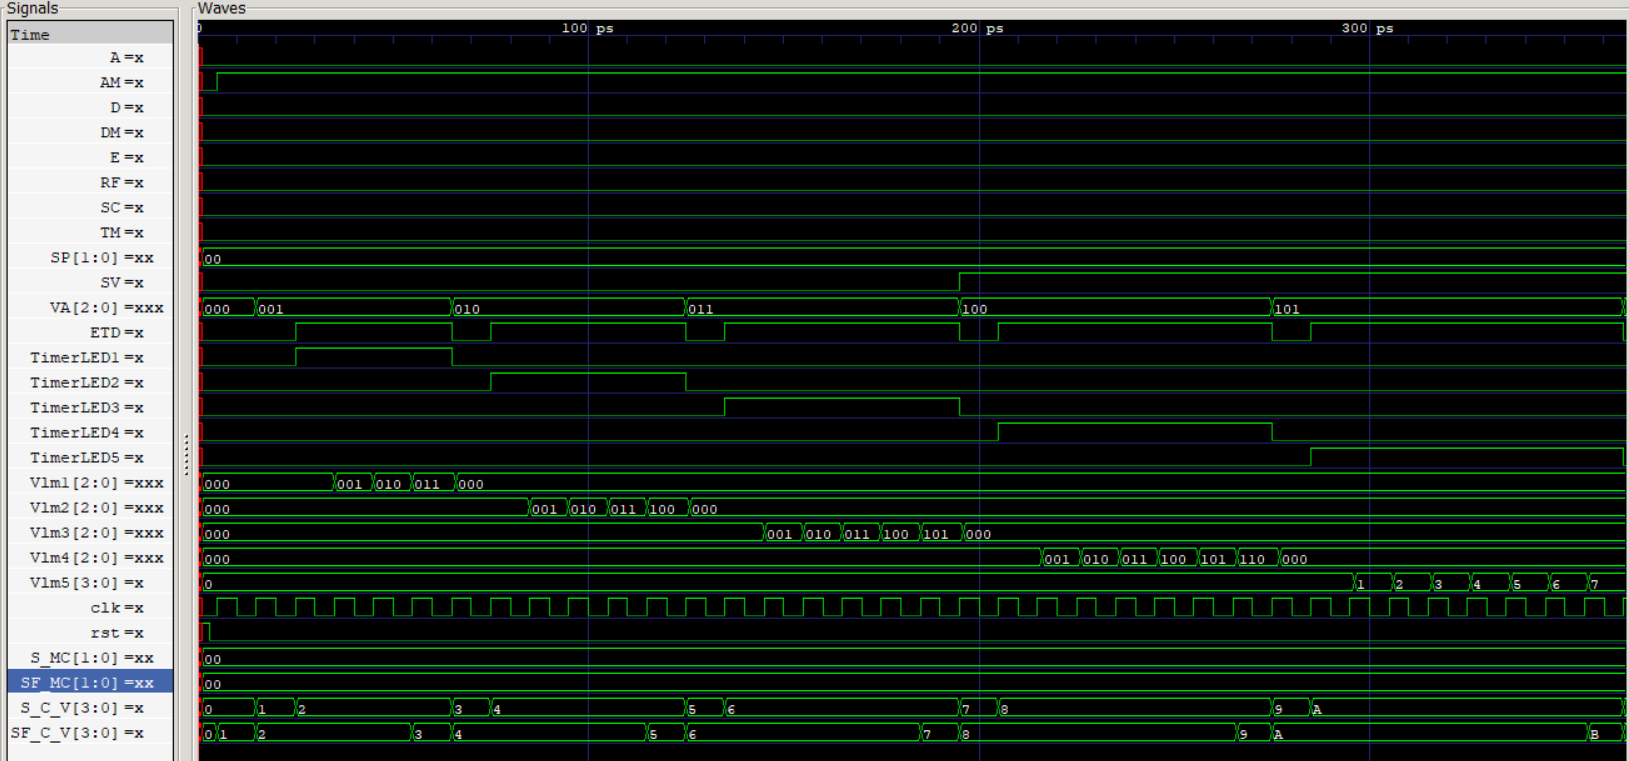 Signals Waves
Time 0 100 ps 200 ps 300 ps
A =x
AM =x
D =x
DM =x
E =x
RF =x
SC =x
TM =x
SP[1:0] =xx 00
SV =x
VA[2:0] =xxx 000 001 010 011 100 101
ETD =x
TimerLED1 =x
TimerLED2 =x
TimerLED3 =x
TimerLED4 =x
TimerLED5 =x
Vlm1[2:0] =xxx 000 001 010 011 000
Vlm2[2:0] =xxx 000 001 010 011 100 000
Vlm3[2:0] =xxx 000 001 010 011 100 101 000
Vlm4[2:0] =xxx 000 001 010 011 100 101 110 000
Vlm5[3:0] =x 0 1 2 3 4 5 6 7
clk =x
rst =x
S_MC[1:0] =xx 00
SF_MC[1:0] =xx 00
S_C_V[3:0] =x 0 1 2 3 4 5 6 7 8 9 A
SF_C_V[3:0] =x 0 1 2 3 4 5 6 7 8 9 A B